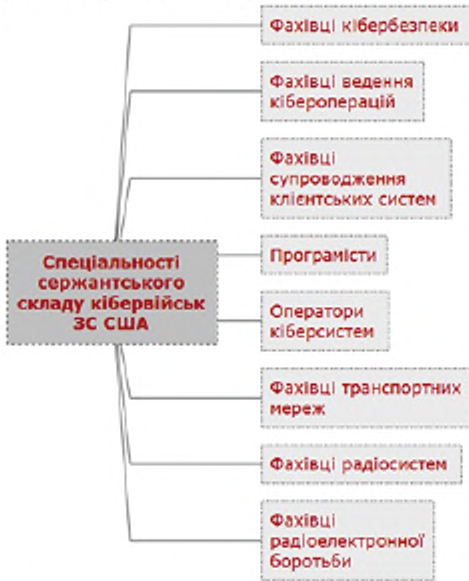 Фахівці кібербезпеки
Фахівці ведення
кібероперацій
Фахівці
супроводження
клієнтських систем
Спеціальності
сержантського
складу кібервійськ
ЗС США
Програмісти
Оператори
кіберсистем
Фахівці транспортних
мереж
Фахівці радіосистем
Фахівці
радіоелектронної
боротьби